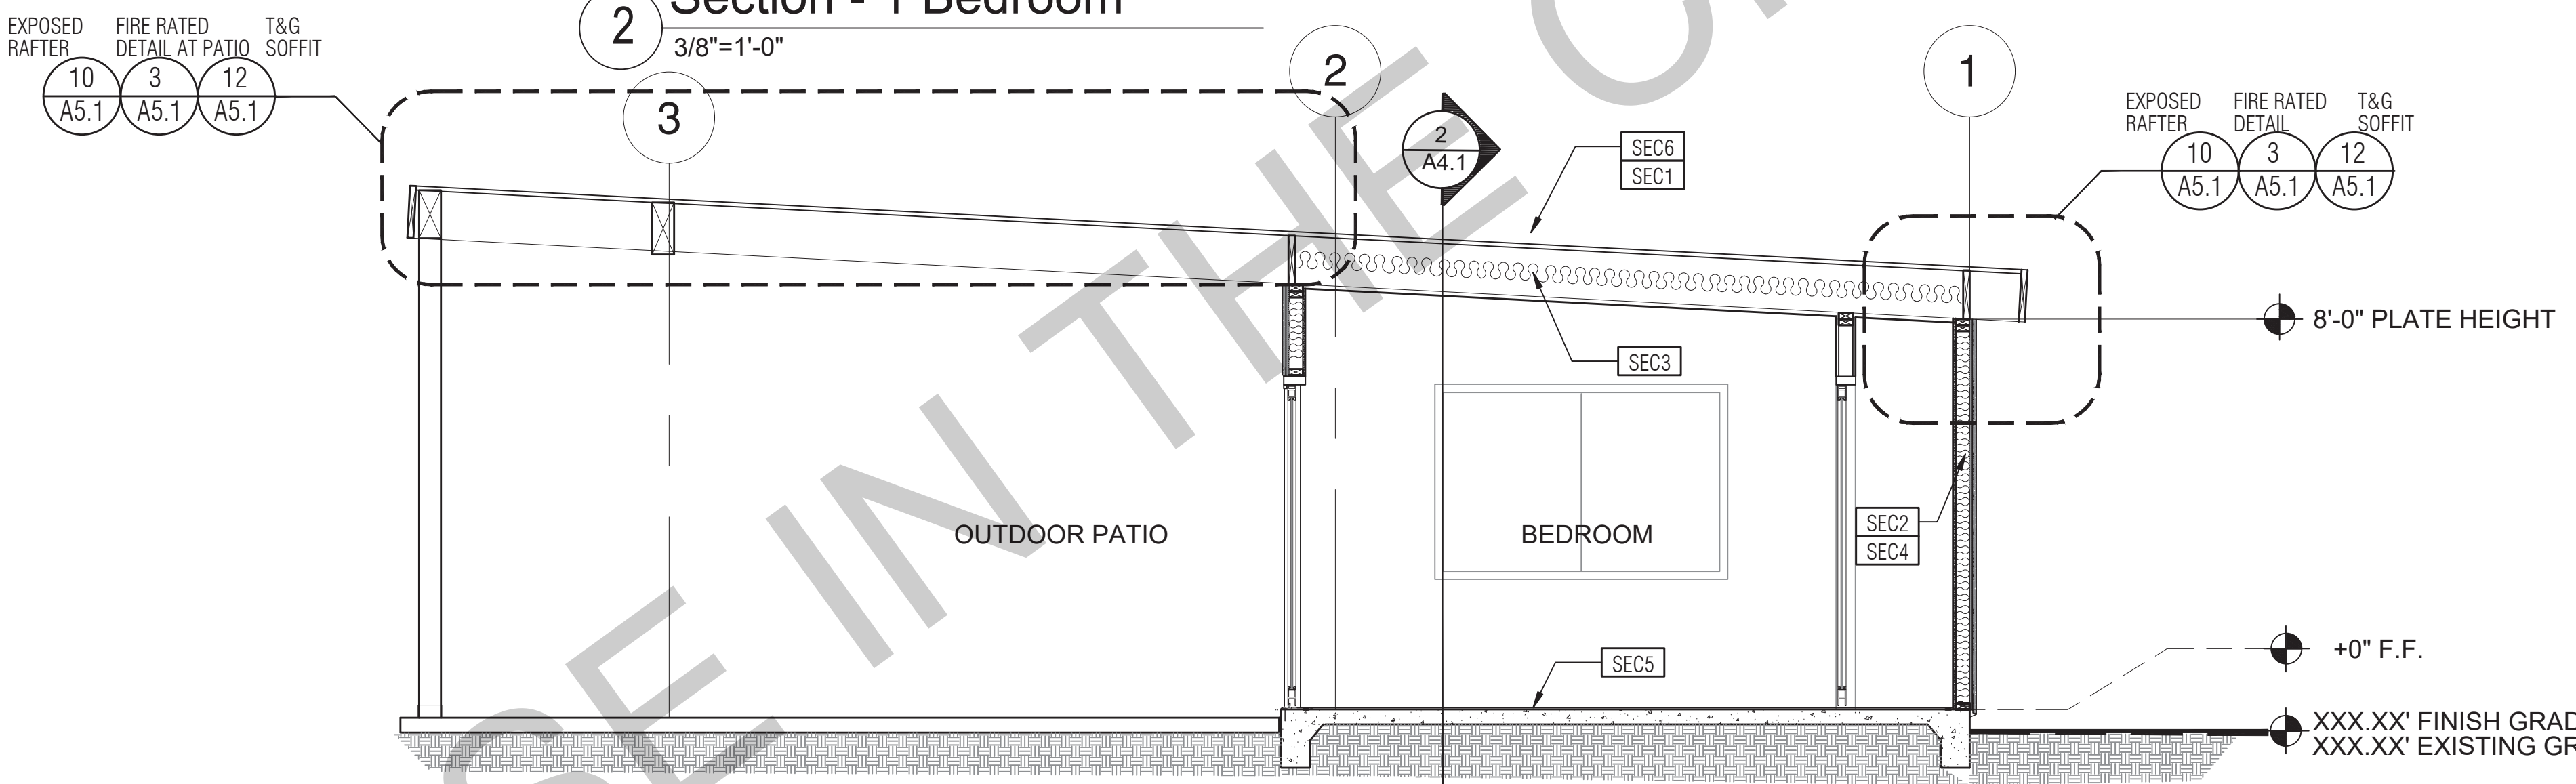 2
Section - 1 Bedroom
3/8"=1'-0"
EXPOSED RAFTER
FIRE RATED DETAIL AT PATIO
T&G SOFFIT
10
A5.1
3
A5.1
12
A5.1
3
2
1
2
A4.1
SEC6
SEC1
EXPOSED RAFTER
FIRE RATED DETAIL
T&G SOFFIT
10
A5.1
3
A5.1
12
A5.1
8'-0" PLATE HEIGHT
SEC3
OUTDOOR PATIO
BEDROOM
SEC2
SEC4
SEC5
+0" F.F.
XXX.XX' FINISH GRAD
XXX.XX' EXISTING GR
SE IN THE